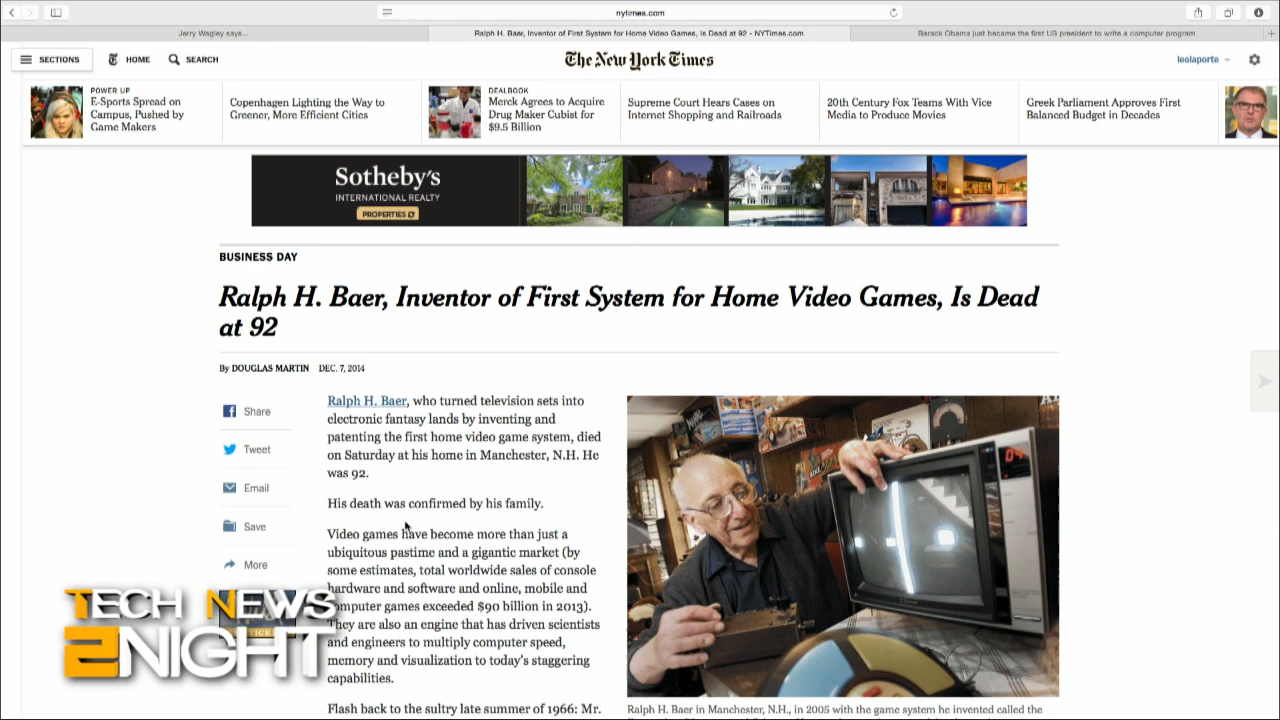 nytimes.com
Jerry Wagley says...
Ralph H. Baer, Inventor of First System for Home Video Games, Is Dead at 92 - NYTimes.com
Barack Obama just became the first US president to write a computer program
SECTIONS
HOME
SEARCH
The New York Times
leolaporte
POWER UP
E-Sports Spread on
Campus, Pushed by
Game Makers
Copenhagen Lighting the Way to
Greener, More Efficient Cities
DEALBOOK
Merck Agrees to Acquire
Drug Maker Cubist for
$9.5 Billion
Supreme Court Hears Cases on
Internet Shopping and Railroads
20th Century Fox Teams With Vice
Media to Produce Movies
Greek Parliament Approves First
Balanced Budget in Decades
Sotheby's
INTERNATIONAL REALTY
PROPERTIES
BUSINESS DAY
Ralph H. Baer, Inventor of First System for Home Video Games, Is Dead
at 92
By DOUGLAS MARTIN DEC. 7, 2014
Share
Tweet
Email
Save
More
Ralph H. Baer, who turned television sets into
electronic fantasy lands by inventing and
patenting the first home video game system, died
on Saturday at his home in Manchester, N.H. He
was 92.
His death was confirmed by his family.
Video games have become more than just a
ubiquitous pastime and a gigantic market (by
some estimates, total worldwide sales of console
hardware and software and online, mobile and
computer games exceeded $90 billion in 2013).
They are also an engine that has driven scientists
and engineers to multiply computer speed,
memory and visualization to today's staggering
capabilities.
Flash back to the sultry late summer of 1966: Mr.
04
Ralph H. Baer in Manchester, N.H., in 2005 with the game system he invented called the
TECH NEWS
2NIGHT